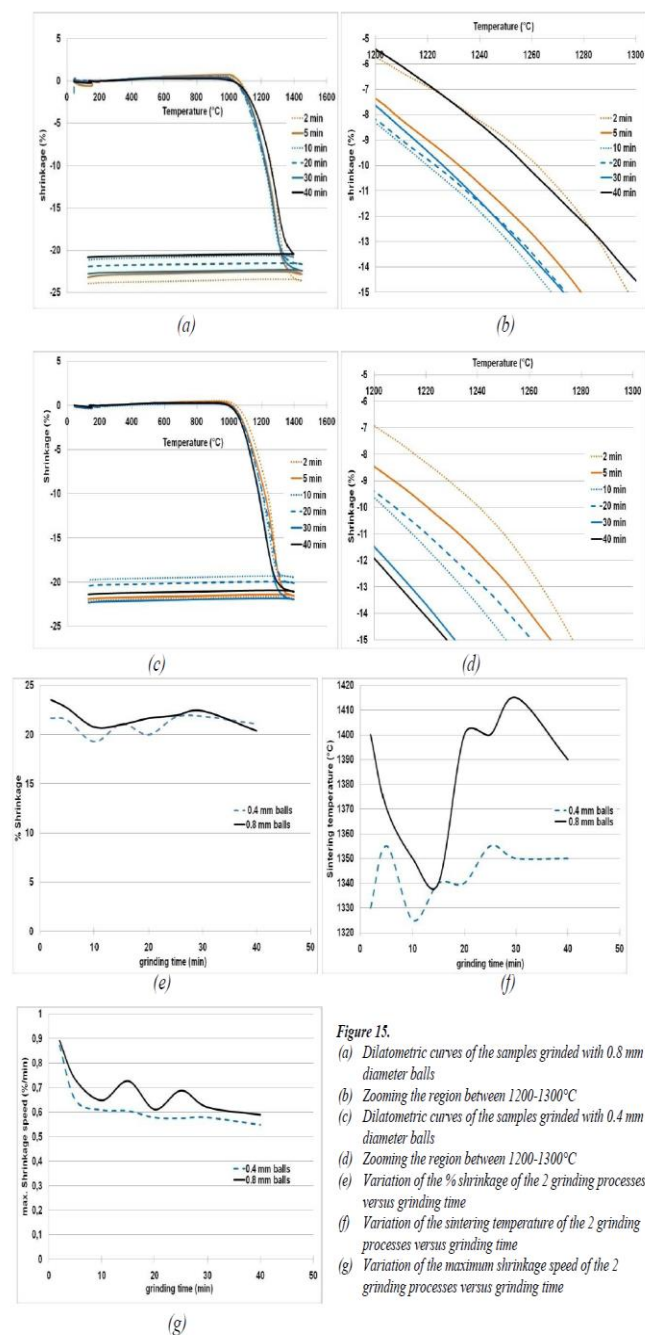 5
0
0 200 400 600 800 1000 1200 1400 1600
Temperature (°C)
-5
-10
-15
-20
-25
shrinkage (%)
2 min
5 min
10 min
20 min
30 min
40 min
(a)
Temperature (°C)
1200 1220 1240 1260 1280 1300
-5
-6
-7
-8
-9
-10
-11
-12
-13
-14
-15
shrinkage (%)
2 min
5 min
10 min
20 min
30 min
40 min
(b)
5
0
0 200 400 600 800 1000 1200 1400 1600
Temperature (°C)
-5
-10
-15
-20
-25
Shrinkage (%)
2 min
5 min
10 min
20 min
30 min
40 min
(c)
Temperature (°C)
1200 1220 1240 1260 1280 1300
-5
-6
-7
-8
-9
-10
-11
-12
-13
-14
-15
Shrinkage (%)
2 min
5 min
10 min
20 min
30 min
40 min
(d)
25
20
15
10
5
0
% Shrinkage
0.4 mm balls
0.8 mm balls
0 10 20 30 40 50
grinding time (min)
(e)
1420
1410
1400
1390
1380
1370
1360
1350
1340
1330
1320
Sintering temperature (°C)
0.4 mm balls
0.8 mm balls
0 10 20 30 40 50
grinding time (min)
(f)
1
0,9
0,8
0,7
0,6
0,5
0,4
0,3
0,2
0,1
0
max. Shrinkage speed (%/min)
0.4 mm balls
0.8 mm balls
0 10 20 30 40 50
grinding time (min)
(g)
Figure 15.
(a) Dilatometric curves of the samples grinded with 0.8 mm
diameter balls
(b) Zooming the region between 1200-1300°C
(c) Dilatometric curves of the samples grinded with 0.4 mm
diameter balls
(d) Zooming the region between 1200-1300°C
(e) Variation of the % shrinkage of the 2 grinding processes
versus grinding time
(f) Variation of the sintering temperature of the 2 grinding
processes versus grinding time
(g) Variation of the maximum shrinkage speed of the 2
grinding processes versus grinding time